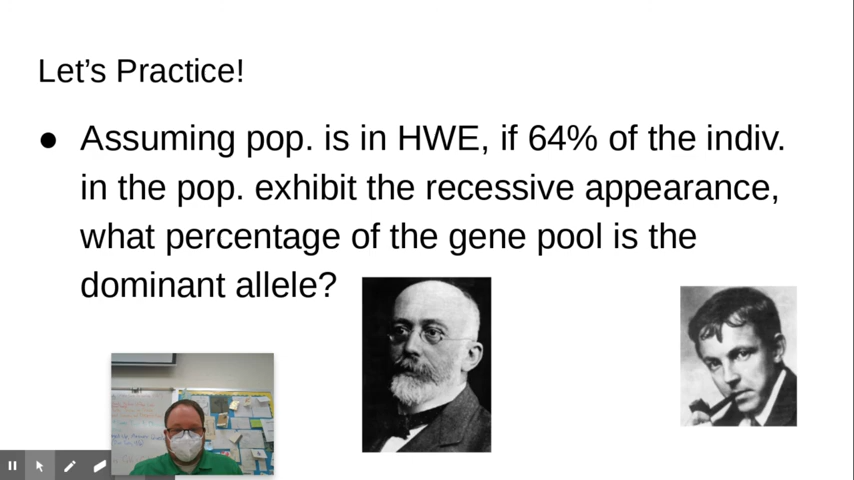 Let’s Practice!
● Assuming pop. is in HWE, if 64% of the indiv.
in the pop. exhibit the recessive appearance,
what percentage of the gene pool is the
dominant allele?